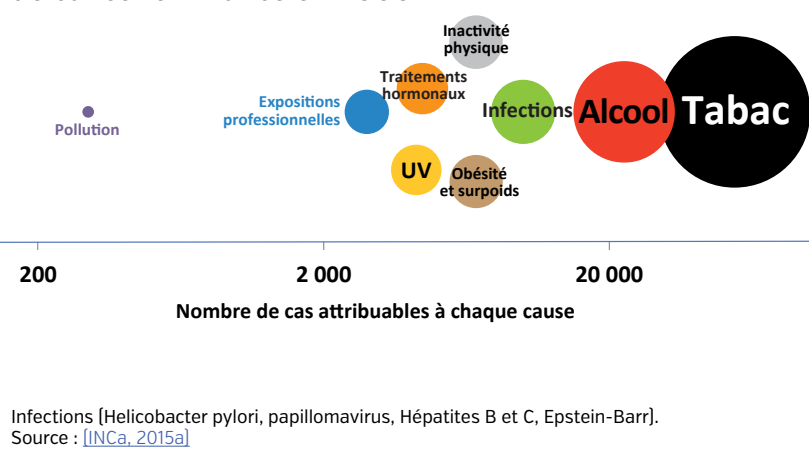 Inactivité
physique
Traitements
hormonaux
Expositions
professionnelles
Infections
Alcool
Tabac
Pollution
UV
Obésité
et surpoids
200
2 000
20 000
Nombre de cas attribuables à chaque cause
Infections (Helicobacter pylori, papillomavirus, Hépatites B et C, Epstein-Barr).
Source : [INCa, 2015a]